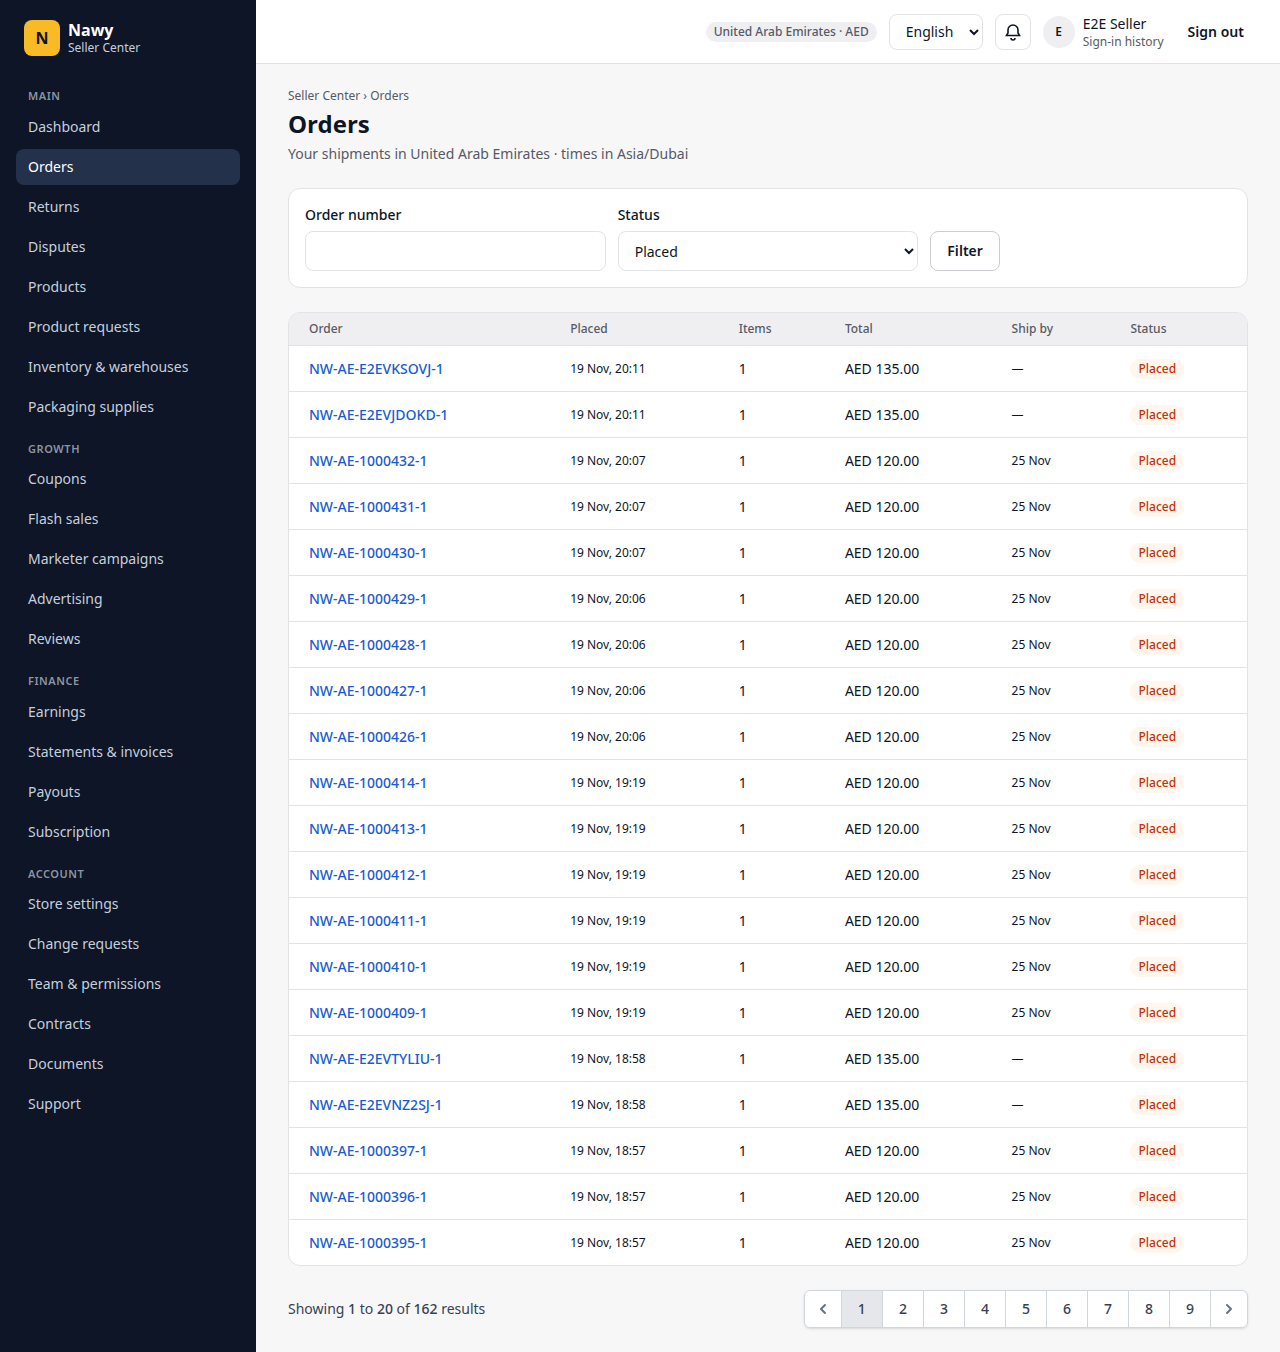 N
Nawy
Seller Center
United Arab Emirates · AED
English
E
E2E Seller
Sign-in history
Sign out
MAIN
Dashboard
Orders
Returns
Disputes
Products
Product requests
Inventory & warehouses
Packaging supplies
GROWTH
Coupons
Flash sales
Marketer campaigns
Advertising
Reviews
FINANCE
Earnings
Statements & invoices
Payouts
Subscription
ACCOUNT
Store settings
Change requests
Team & permissions
Contracts
Documents
Support
Seller Center › Orders
Orders
Your shipments in United Arab Emirates · times in Asia/Dubai
Order number Status
Placed Filter
Order Placed Items Total Ship by Status
NW-AE-E2EVKSOVJ-1 19 Nov, 20:11 1 AED 135.00 — Placed
NW-AE-E2EVJDOKD-1 19 Nov, 20:11 1 AED 135.00 — Placed
NW-AE-1000432-1 19 Nov, 20:07 1 AED 120.00 25 Nov Placed
NW-AE-1000431-1 19 Nov, 20:07 1 AED 120.00 25 Nov Placed
NW-AE-1000430-1 19 Nov, 20:07 1 AED 120.00 25 Nov Placed
NW-AE-1000429-1 19 Nov, 20:06 1 AED 120.00 25 Nov Placed
NW-AE-1000428-1 19 Nov, 20:06 1 AED 120.00 25 Nov Placed
NW-AE-1000427-1 19 Nov, 20:06 1 AED 120.00 25 Nov Placed
NW-AE-1000426-1 19 Nov, 20:06 1 AED 120.00 25 Nov Placed
NW-AE-1000414-1 19 Nov, 19:19 1 AED 120.00 25 Nov Placed
NW-AE-1000413-1 19 Nov, 19:19 1 AED 120.00 25 Nov Placed
NW-AE-1000412-1 19 Nov, 19:19 1 AED 120.00 25 Nov Placed
NW-AE-1000411-1 19 Nov, 19:19 1 AED 120.00 25 Nov Placed
NW-AE-1000410-1 19 Nov, 19:19 1 AED 120.00 25 Nov Placed
NW-AE-1000409-1 19 Nov, 19:19 1 AED 120.00 25 Nov Placed
NW-AE-E2EVTYLIU-1 19 Nov, 18:58 1 AED 135.00 — Placed
NW-AE-E2EVNZ2SJ-1 19 Nov, 18:58 1 AED 135.00 — Placed
NW-AE-1000397-1 19 Nov, 18:57 1 AED 120.00 25 Nov Placed
NW-AE-1000396-1 19 Nov, 18:57 1 AED 120.00 25 Nov Placed
NW-AE-1000395-1 19 Nov, 18:57 1 AED 120.00 25 Nov Placed
Showing 1 to 20 of 162 results
1 2 3 4 5 6 7 8 9